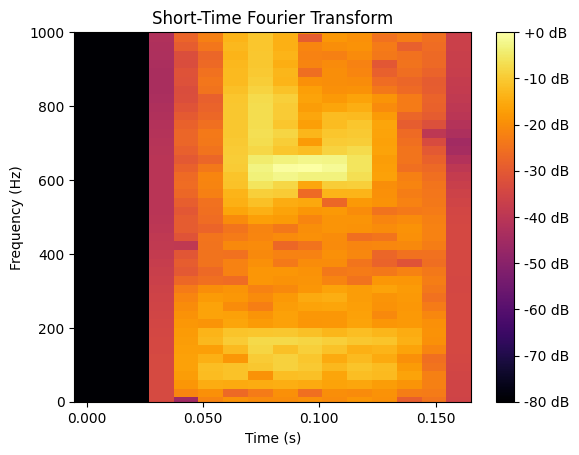 Short-Time Fourier Transform
1000
800
600
400
200
0
Frequency (Hz)
0.000
0.050
0.100
0.150
Time (s)
+0 dB
-10 dB
-20 dB
-30 dB
-40 dB
-50 dB
-60 dB
-70 dB
-80 dB